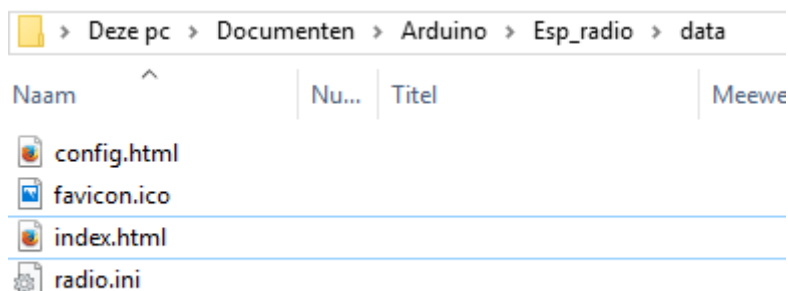 Deze pc > Documenten > Arduino > Esp_radio > data
Naam Nu... Titel Meewe
config.html
favicon.ico
index.html
radio.ini